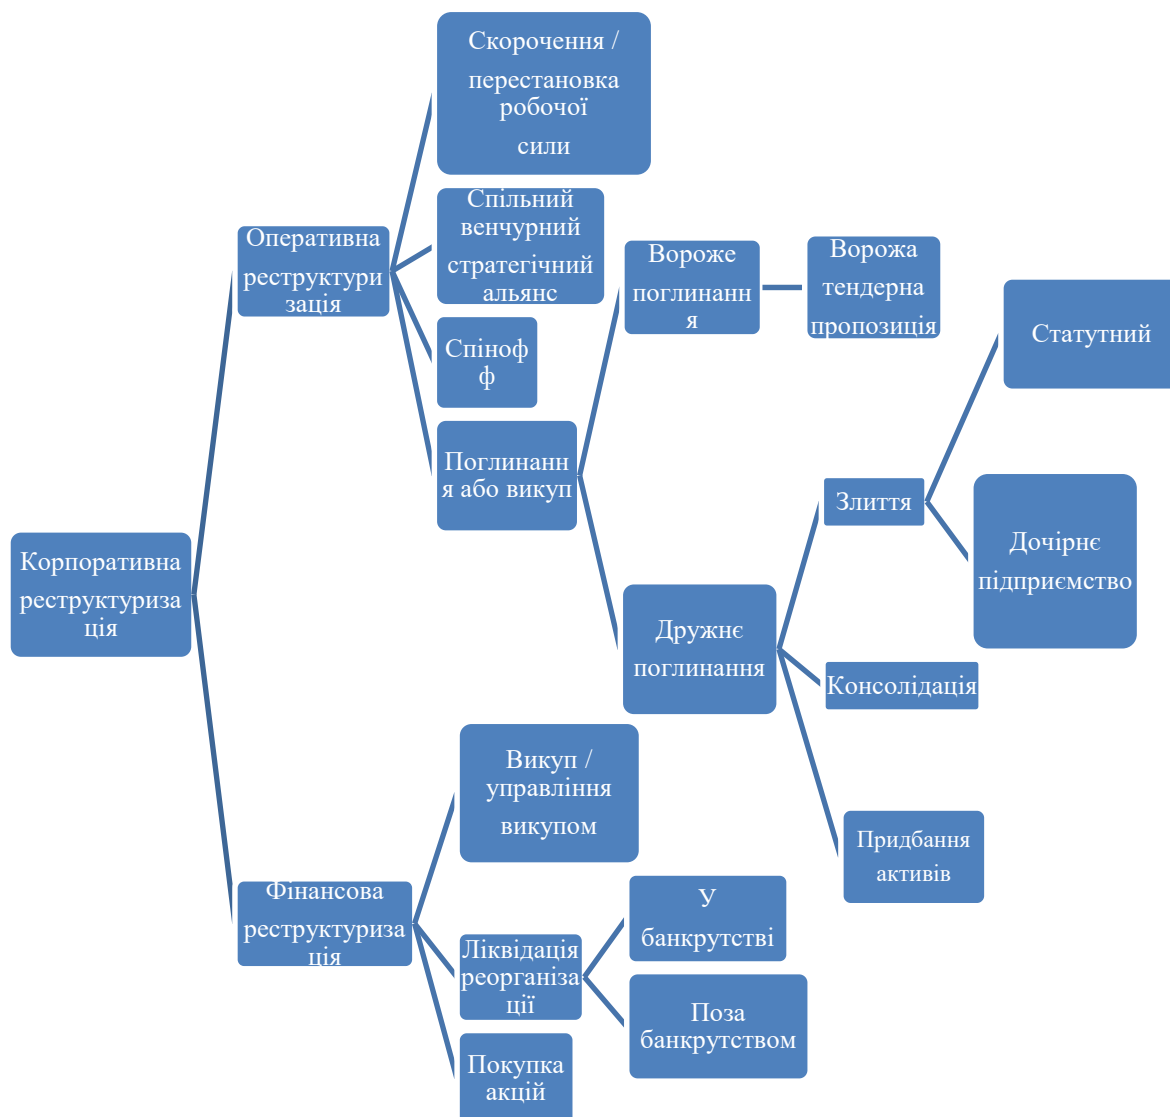 Скорочення /
перестановка
робочої
сили
Спільний
венчурний
стратегічний
альянс
Оперативна
реструктури
зація
Спіноф
ф
Поглинанн
я або викуп
Вороже
поглинанн
я
Ворожа
тендерна
пропозиція
Статутний
Злиття
Дочірнє
підприємство
Корпоративна
реструктуриза
ція
Дружнє
поглинання
Консолідація
Придбання
активів
Викуп /
управління
викупом
Фінансова
реструктуриза
ція
Ліквідація
реорганіза
ції
У
банкрутстві
Поза
банкрутством
Покупка
акцій